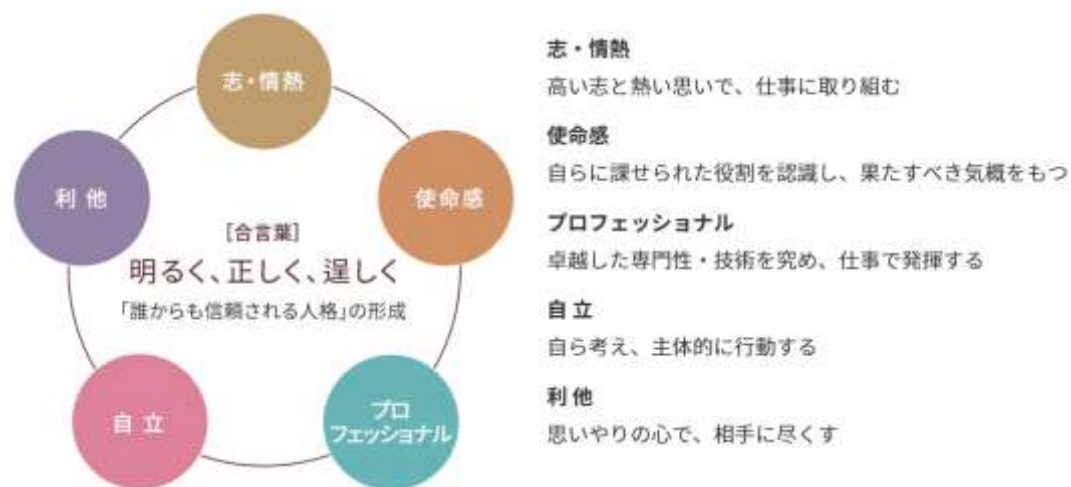 志・情熱
使命感
プロ
フェッショナル
自 立
利 他
[合言葉]
明るく、正しく、逞しく
「誰からも信頼される人格」の形成
志・情熱
高い志と熱い思いで、仕事に取り組む
使命感
自らに課せられた役割を認識し、果たすべき気概をもつ
プロフェッショナル
卓越した専門性・技術を究め、仕事で発揮する
自 立
自ら考え、主体的に行動する
利 他
思いやりの心で、相手に尽くす